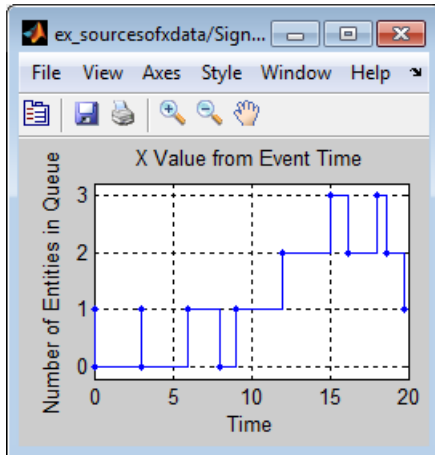 ex_sourcesofxdata/Sign...
File View Axes Style Window Help
X Value from Event Time
Number of Entities in Queue
3
2
1
0
0 5 10 15 20
Time